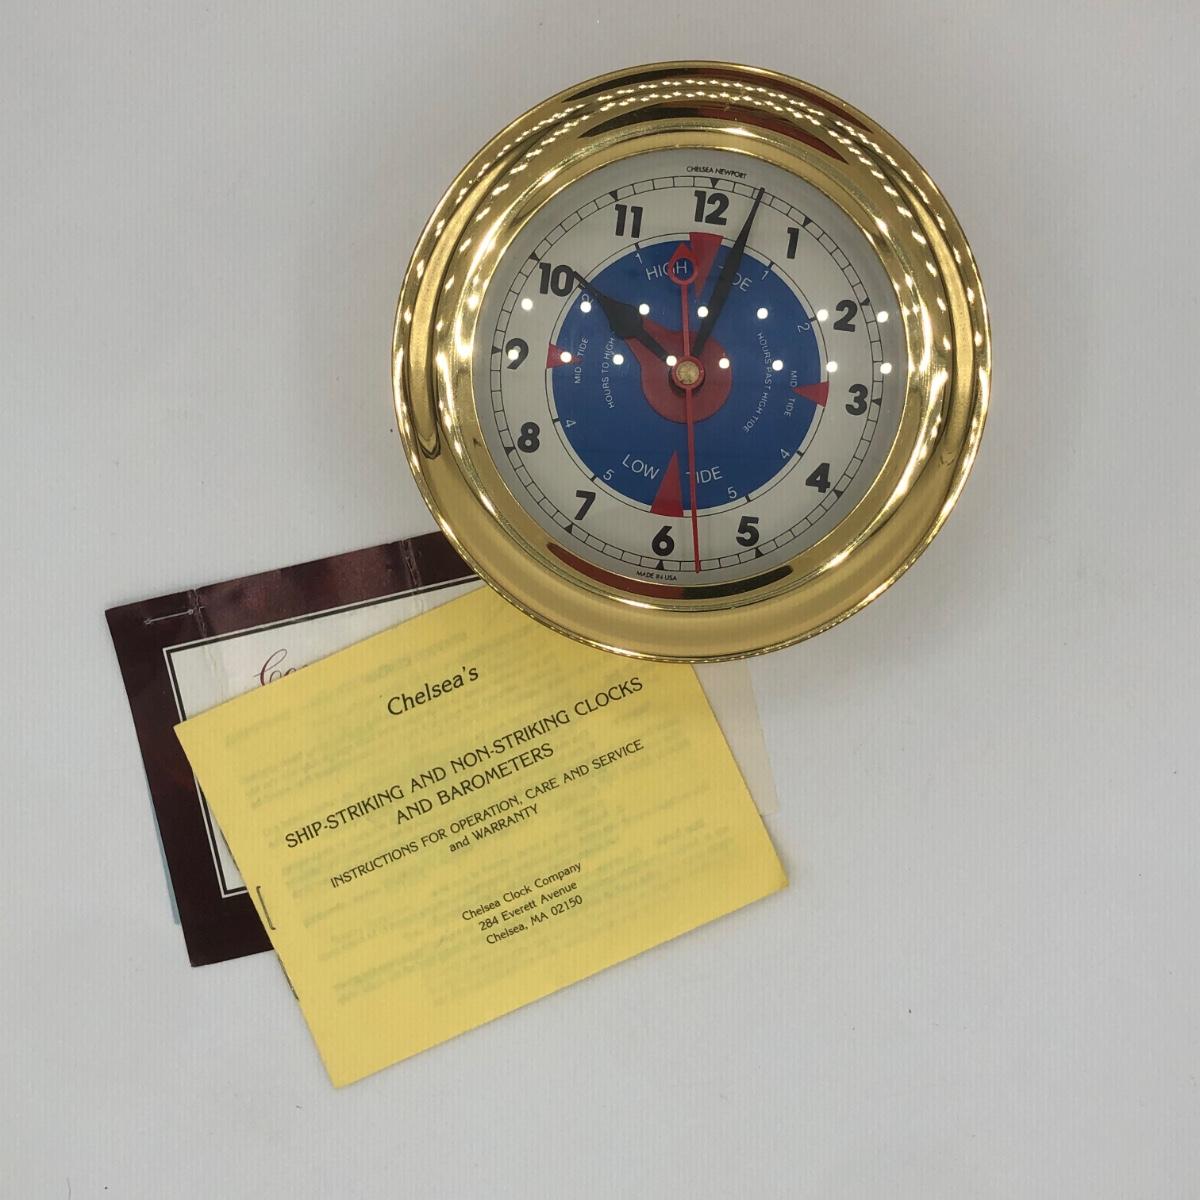 CHELSEA NEWPORT
12
1
2
3
4
5
6
7
8
9
10
11
HIGH TIDE
1
2
MID TIDE
4
5
LOW TIDE
5
4
MID TIDE
1
HOURS PAST HIGH TIDE
HOURS TO HIGH
MADE IN USA
Chelsea's
SHIP-STRIKING AND NON-STRIKING CLOCKS
AND BAROMETERS
INSTRUCTIONS FOR OPERATION, CARE AND SERVICE
and WARRANTY
Chelsea Clock Company
284 Everett Avenue
Chelsea, MA 02150